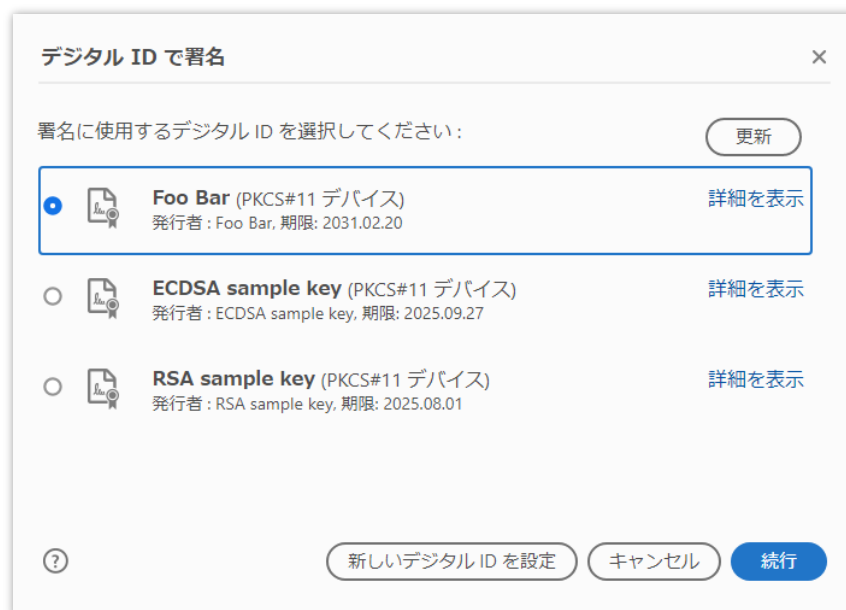 デジタル ID で署名
署名に使用するデジタル ID を選択してください :
更新
Foo Bar (PKCS#11 デバイス)
詳細を表示
発行者 : Foo Bar, 期限: 2031.02.20
ECDSA sample key (PKCS#11 デバイス)
詳細を表示
発行者 : ECDSA sample key, 期限: 2025.09.27
RSA sample key (PKCS#11 デバイス)
詳細を表示
発行者 : RSA sample key, 期限: 2025.08.01
新しいデジタル ID を設定
キャンセル
続行